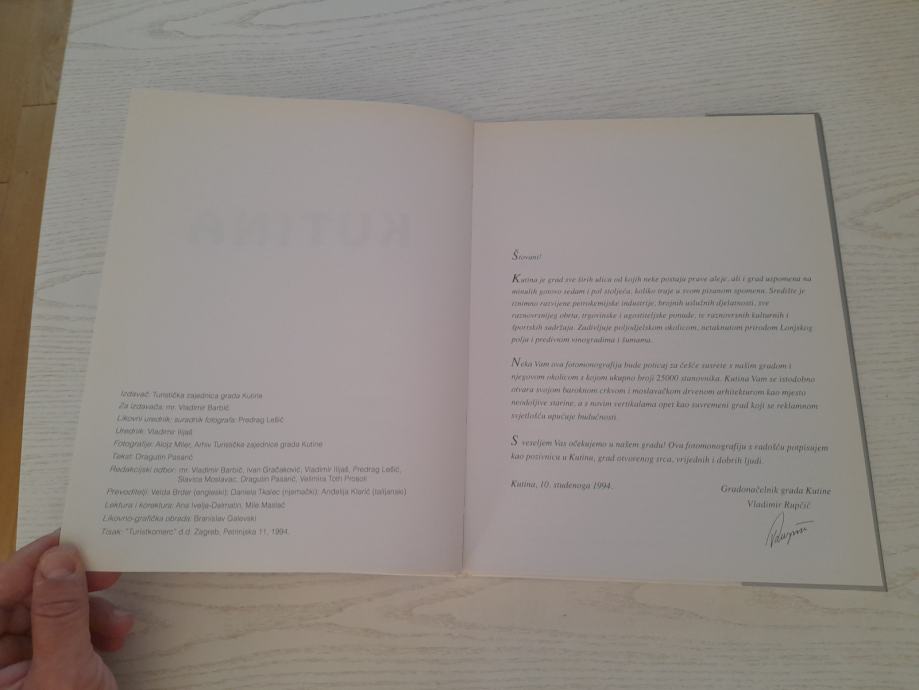 KUTINA
Izdavač: Turistička zajednica grada Kutine
Za izdavača: mr. Vladimir Barbić
Likovni urednik, suradnik fotografa: Predrag Lešić
Urednik: Vladimir Ilijaš
Fotografije: Alojz Miler, Arhiv Turistička zajednice grada Kutine
Tekst: Dragutin Pasarić
Redakcijski odbor: mr. Vladimir Barbić, Ivan Gračaković, Vladimir Ilijaš, Predrag Lešić,
Slavica Moslavac, Dragutin Pasarić, Velimira Toth Prosoli
Prevoditelji: Velda Brder (engleski); Daniela Tkalec (njemački); Anđelija Klarić (talijanski)
Lektura i korektura: Ana Ivelja-Dalmatin, Mile Maslać
Likovno-grafička obrada: Branislav Galevski
Tisak: "Turistkomerc" d.d. Zagreb, Petrinjska 11, 1994.
Štovani!
Kutina je grad sve širih ulica od kojih neke postaju prave aleje, ali i grad uspomena na
minulih gotovo sedam i pol stoljeća, koliko traje u svom pisanom spomenu. Središte je
iznimno razvijene petrokemijske industrije, brojnih uslužnih djelatnosti, sve
raznovrsnijeg obrta, trgovinske i ugostiteljske ponude, te raznovrsnih kulturnih i
športskih sadržaja. Zadivljuje poljodjelskom okolicom, netaknutom prirodom Lonjskog
polja i predivnim vinogradima i šumama.
Neka Vam ova fotomonografija bude poticaj za češće susrete s našim gradom i
njegovom okolicom s kojom ukupno broji 25000 stanovnika. Kutina Vam se istodobno
otvara svojom baroknom crkvom i moslavačkom drvenom arhitekturom kao mjesto
neodoljive starine, a s novim vertikalama opet kao suvremeni grad koji se reklamnom
svjetlošću upućuje budućnosti.
S veseljem Vas očekujemo u našem gradu! Ovu fotomonografiju s radošću potpisujem
kao pozivnicu u Kutinu, grad otvorenog srca, vrijednih i dobrih ljudi.
Kutina, 10. studenoga 1994.
Gradonačelnik grada Kutine
Vladimir Rupčić